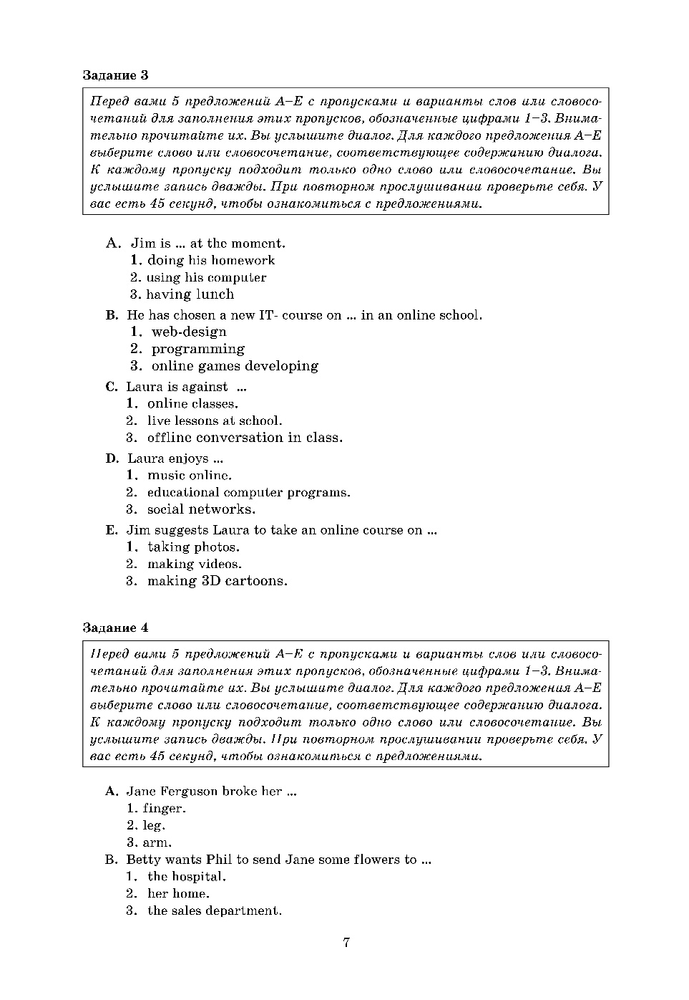 Задание 3
Перед вами 5 предложений А–Е с пропусками и варианты слов или словосо-
четаний для заполнения этих пропусков, обозначенные цифрами 1–3. Внима-
тельно прочитайте их. Вы услышите диалог. Для каждого предложения А–Е
выберите слово или словосочетание, соответствующее содержанию диалога.
К каждому пропуску подходит только одно слово или словосочетание. Вы
услышите запись дважды. При повторном прослушивании проверьте себя. У
вас есть 45 секунд, чтобы ознакомиться с предложениями.
A. Jim is ... at the moment.
1. doing his homework
2. using his computer
3. having lunch
B. He has chosen a new IT- course on ... in an online school.
1. web-design
2. programming
3. online games developing
C. Laura is against ...
1. online classes.
2. live lessons at school.
3. offline conversation in class.
D. Laura enjoys ...
1. music online.
2. educational computer programs.
3. social networks.
E. Jim suggests Laura to take an online course on ...
1. taking photos.
2. making videos.
3. making 3D cartoons.
Задание 4
Перед вами 5 предложений А–Е с пропусками и варианты слов или словосо-
четаний для заполнения этих пропусков, обозначенные цифрами 1–3. Внима-
тельно прочитайте их. Вы услышите диалог. Для каждого предложения А–Е
выберите слово или словосочетание, соответствующее содержанию диалога.
К каждому пропуску подходит только одно слово или словосочетание. Вы
услышите запись дважды. При повторном прослушивании проверьте себя. У
вас есть 45 секунд, чтобы ознакомиться с предложениями.
A. Jane Ferguson broke her ...
1. finger.
2. leg.
3. arm.
B. Betty wants Phil to send Jane some flowers to ...
1. the hospital.
2. her home.
3. the sales department.
7